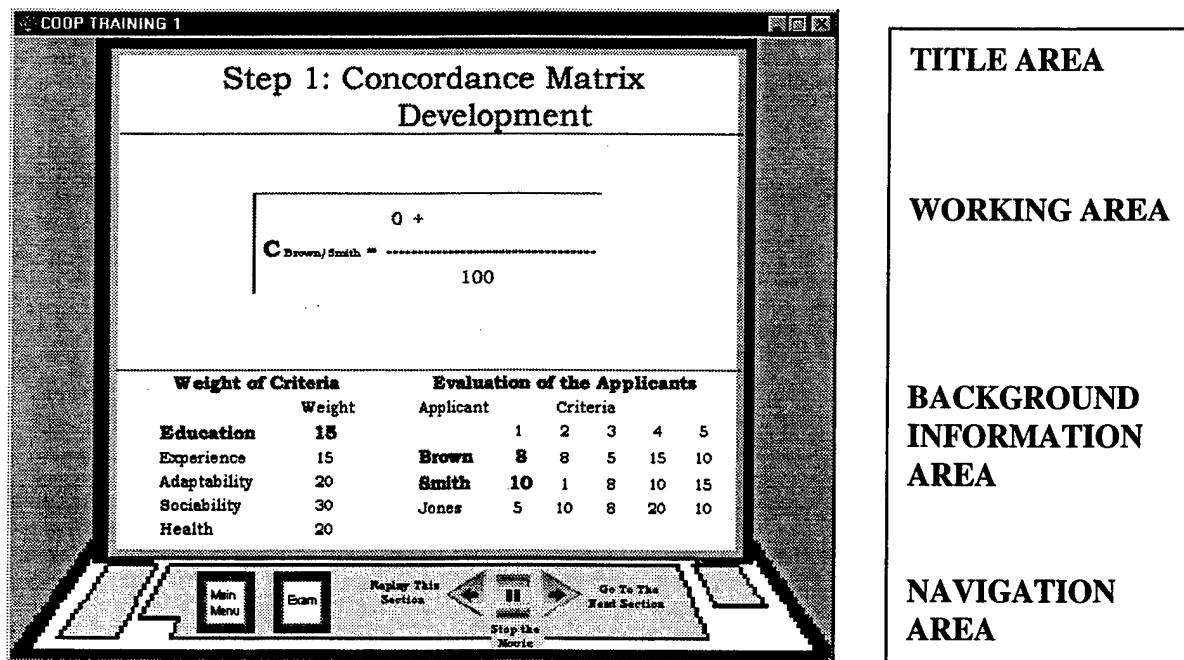 COOP TRAINING 1
Step 1: Concordance Matrix
Development
0 +
C Brown/Smith =
100
Weight of Criteria
Weight
Education 15
Experience 15
Adaptability 20
Sociability 30
Health 20
Evaluation of the Applicants
Applicant Criteria
1 2 3 4 5
Brown 8 8 5 15 10
Smith 10 1 8 10 15
Jones 5 10 8 20 10
Main
Menu
Exam
Replay This
Section
Go To The
Next Section
Stop the
Movie
TITLE AREA
WORKING AREA
BACKGROUND
INFORMATION
AREA
NAVIGATION
AREA